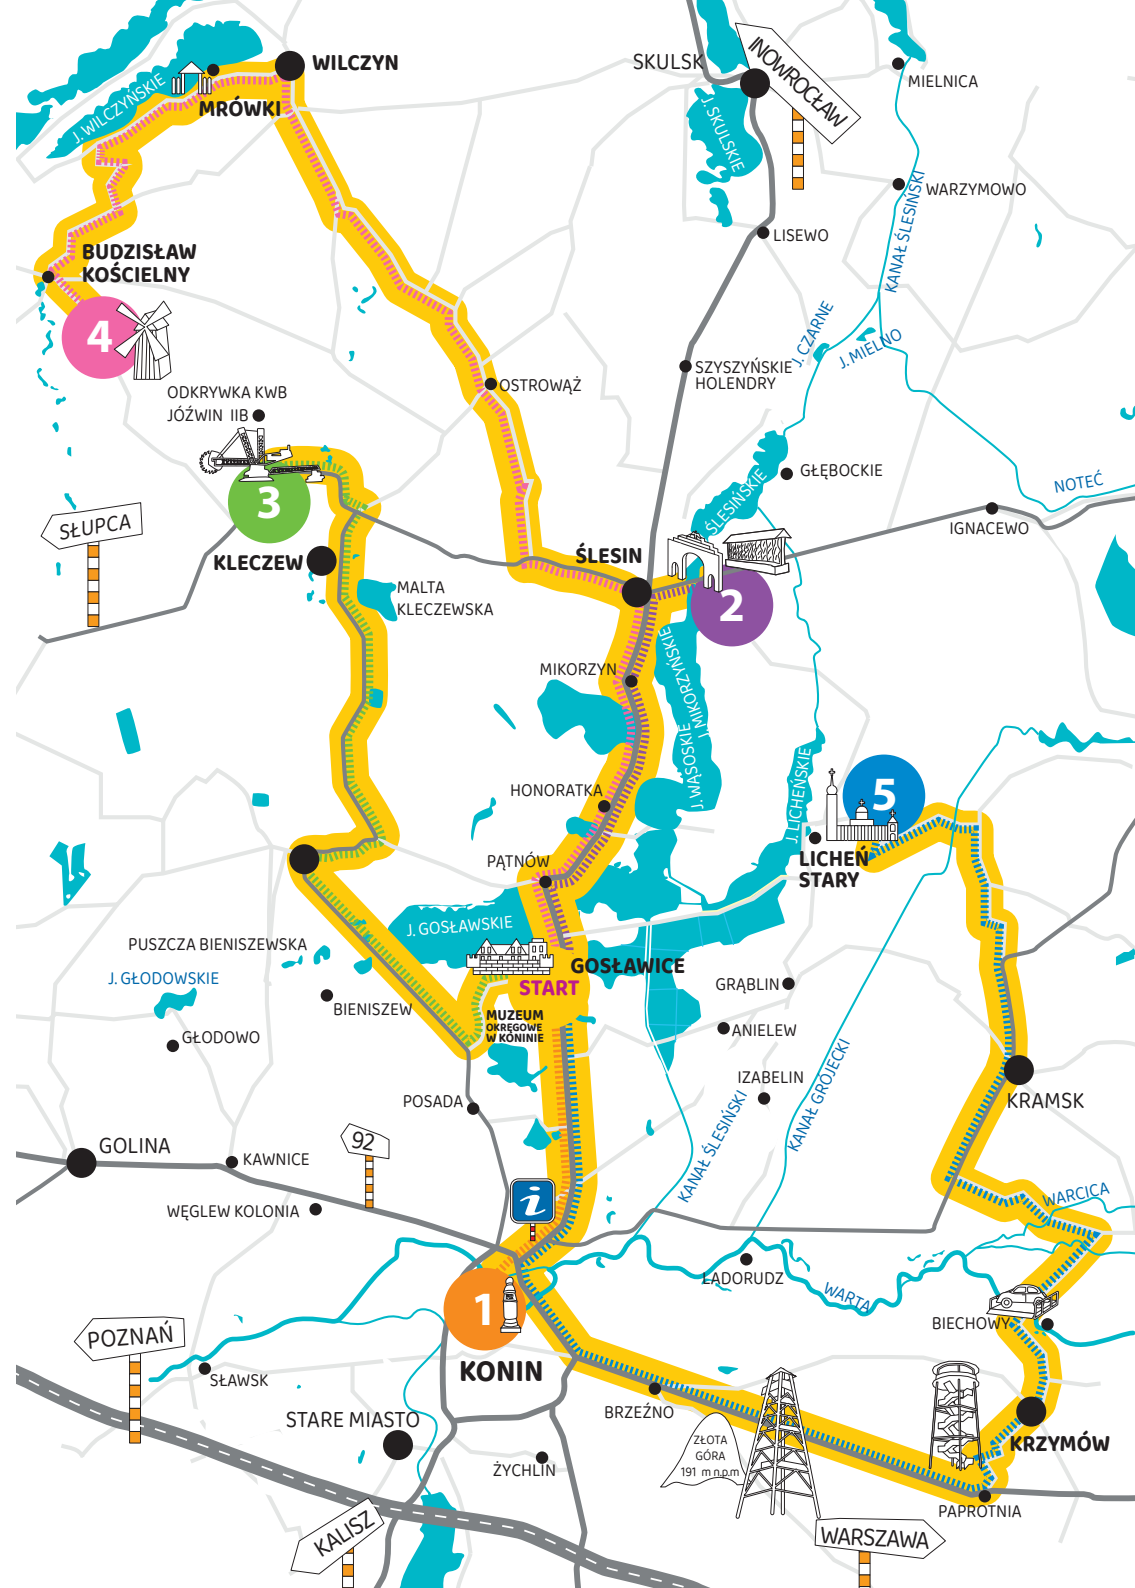 WILCZYN
SKULSK
INOWROCŁAW
MIELNICA
J. WILCZYŃSKIE
MRÓWKI
J. SKULSKIE
WARZYMOWO
KANAŁ ŚLESIŃSKI
LISEWO
BUDZISŁAW
KOŚCIELNY
4
J. CZARNE
J. MIELNO
SZYSZYŃSKIE
HOLENDRY
OSTROWĄŻ
ODKRYWKA KWB
JÓŹWIN IIB
3
GŁĘBOCKIE
NOTEĆ
ŚLESIŃSKIE
IGNACEWO
SŁUPCA
KLECZEW
ŚLESIN
2
MALTA
KLECZEWSKA
MIKORZYN
J. MIKORZYŃSKIE
J. WĄSOSKIE
HONORATKA
J. LICHEŃSKIE
5
LICHEŃ
STARY
PĄTNÓW
J. GOSŁAWSKIE
PUSZCZA BIENISZEWSKA
J. GŁODOWSKIE
GOSŁAWICE
START
MUZEUM
OKRĘGOWE
W KONINIE
GRĄBLIN
BIENISZEW
ANIELEW
GŁODOWO
IZABELIN
KANAŁ GRÓJECKI
KANAŁ ŚLESIŃSKI
POSADA
KRAMSK
GOLINA
92
KAWNICE
WĘGLEW KOLONIA
i
WARCICA
LĄDORUDZ
WARTA
1
BIECHOWY
POZNAŃ
KONIN
SŁAWSK
BRZEŹNO
STARE MIASTO
ZŁOTA
GÓRA
191 m n.p.m
KRZYMÓW
ŻYCHLIN
PAPROTNIA
KALISZ
WARSZAWA